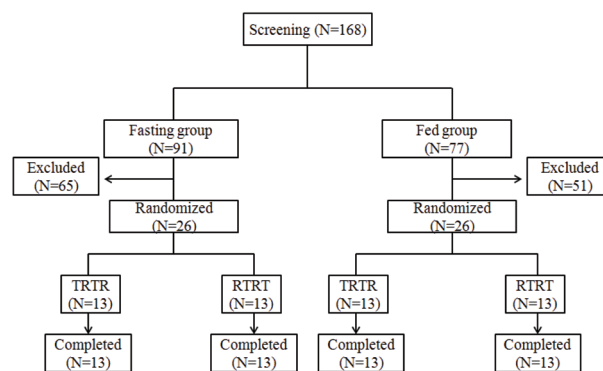 Screening (N=168)
Fasting group
(N=91)
Fed group
(N=77)
Excluded
(N=65)
Excluded
(N=51)
Randomized
(N=26)
Randomized
(N=26)
TRTR
(N=13)
RTRT
(N=13)
TRTR
(N=13)
RTRT
(N=13)
Completed
(N=13)
Completed
(N=13)
Completed
(N=13)
Completed
(N=13)